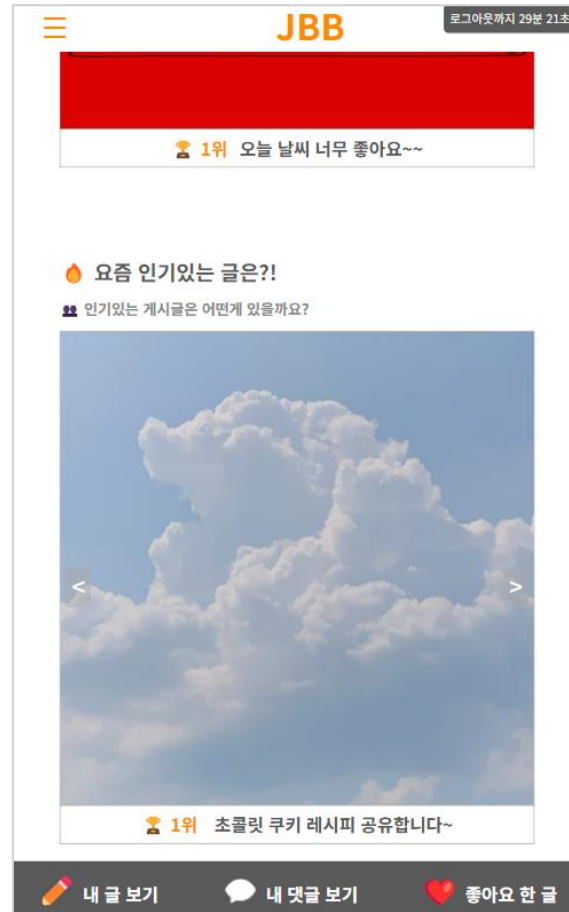 JBB
로그아웃까지 29분 21초
1위 오늘 날씨 너무 좋아요~~
요즘 인기있는 글은?!
인기있는 게시글은 어떤게 있을까요?
< >
1위 초콜릿 쿠키 레시피 공유합니다~
내 글 보기 내 댓글 보기 좋아요 한 글